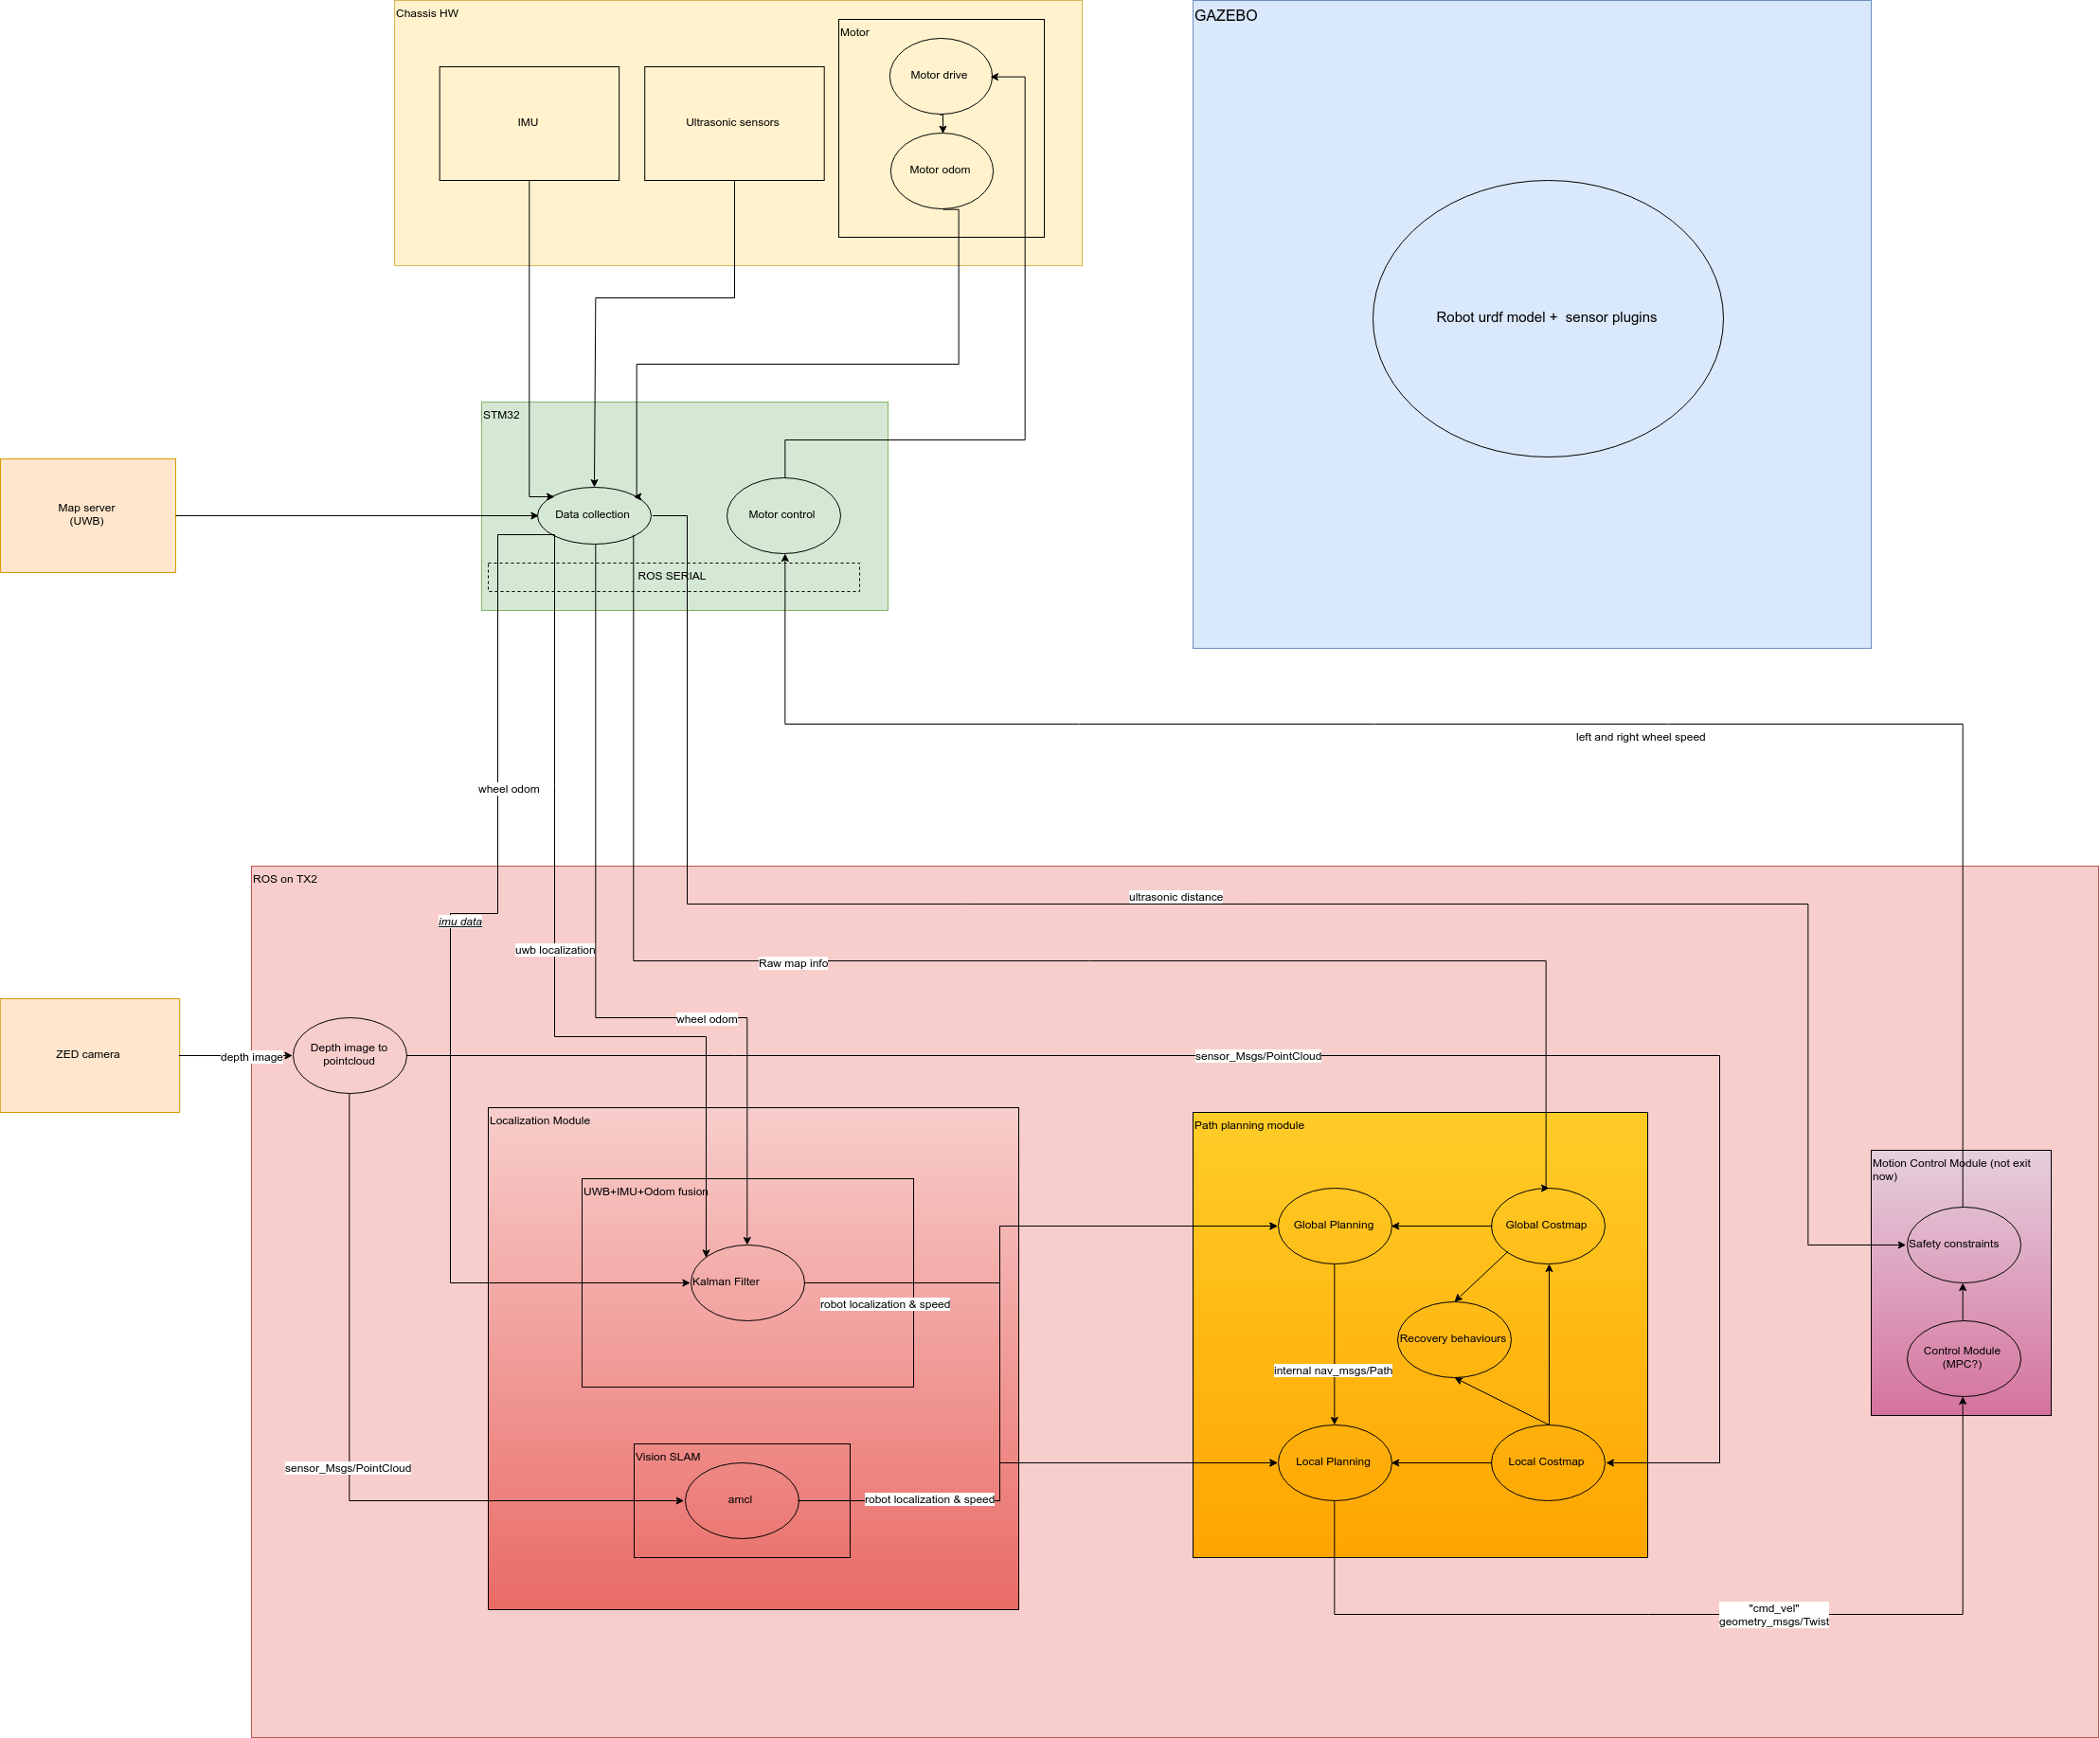 Chassis HW
GAZEBO
Motor
Motor drive
IMU
Ultrasonic sensors
Motor odom
Robot urdf model +  sensor plugins
STM32
Map server
(UWB)
Data collection
Motor control
ROS SERIAL
left and right wheel speed
wheel odom
ROS on TX2
ultrasonic distance
imu data
uwb localization
Raw map info
wheel odom
ZED camera
depth image
Depth image to
pointcloud
sensor_Msgs/PointCloud
Localization Module
Path planning module
Motion Control Module (not exit
now)
UWB+IMU+Odom fusion
Global Planning
Global Costmap
Safety constraints
Kalman Filter
robot localization & speed
Recovery behaviours
Control Module
(MPC?)
internal nav_msgs/Path
Vision SLAM
sensor_Msgs/PointCloud
Local Planning
Local Costmap
amcl
robot localization & speed
"cmd_vel"
geometry_msgs/Twist